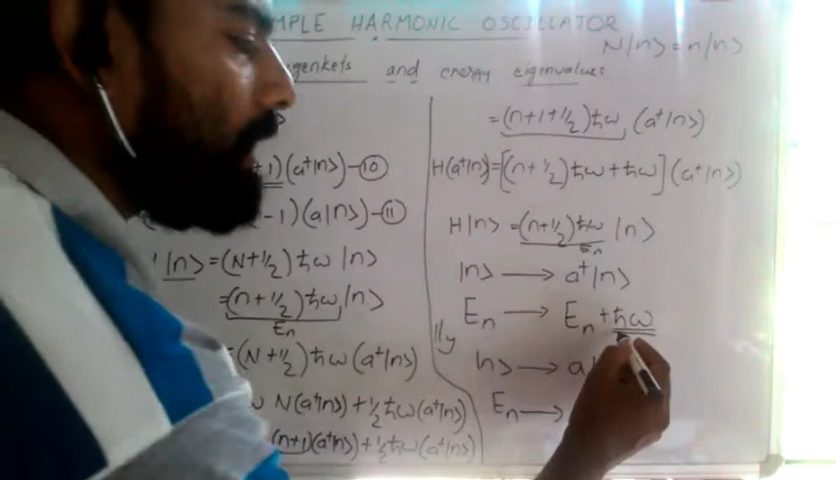 MPLE HARMONIC OSCILLATOR
N|n> = n|n>
genkets and energy eigenvalues
+1)(a†|n>) – ⑩
-1)(a|n>) – ⑪
|n> = (N+1/2)ħω |n>
= (n+1/2)ħω |n>
En
= (N+1/2)ħω (a†|n>)
N(a†|n>) + 1/2ħω(a†|n>)
(n+1)(a†|n>) + 1/2ħω(a†|n>)
= (n+1+1/2)ħω (a†|n>)
H(a†|n>) = [(n+1/2)ħω + ħω](a†|n>)
H|n> = (n+1/2)ħω |n>
En
|n> → a†|n>
En → En + ħω
lly
|n> → a
En →